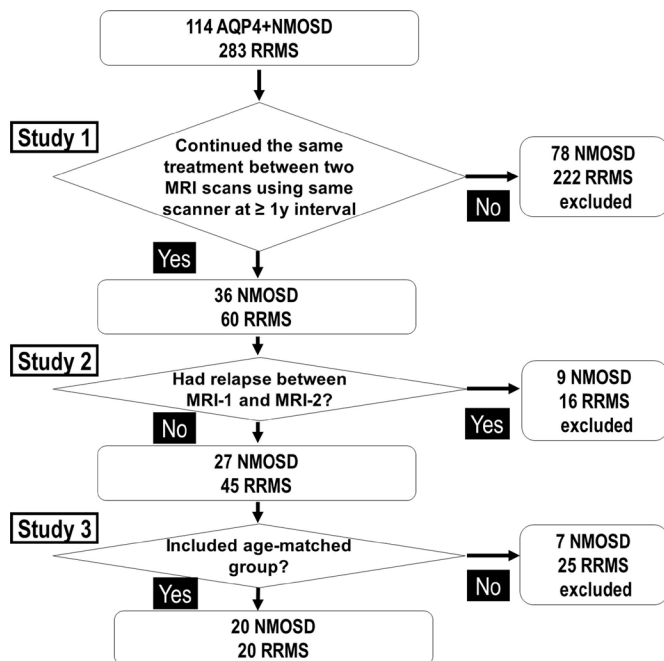 114 AQP4+NMOSD
283 RRMS
Study 1
Continued the same
treatment between two
MRI scans using same
scanner at ≥ 1y interval
No
78 NMOSD
222 RRMS
excluded
Yes
36 NMOSD
60 RRMS
Study 2
Had relapse between
MRI-1 and MRI-2?
Yes
9 NMOSD
16 RRMS
excluded
No
27 NMOSD
45 RRMS
Study 3
Included age-matched
group?
No
7 NMOSD
25 RRMS
excluded
Yes
20 NMOSD
20 RRMS